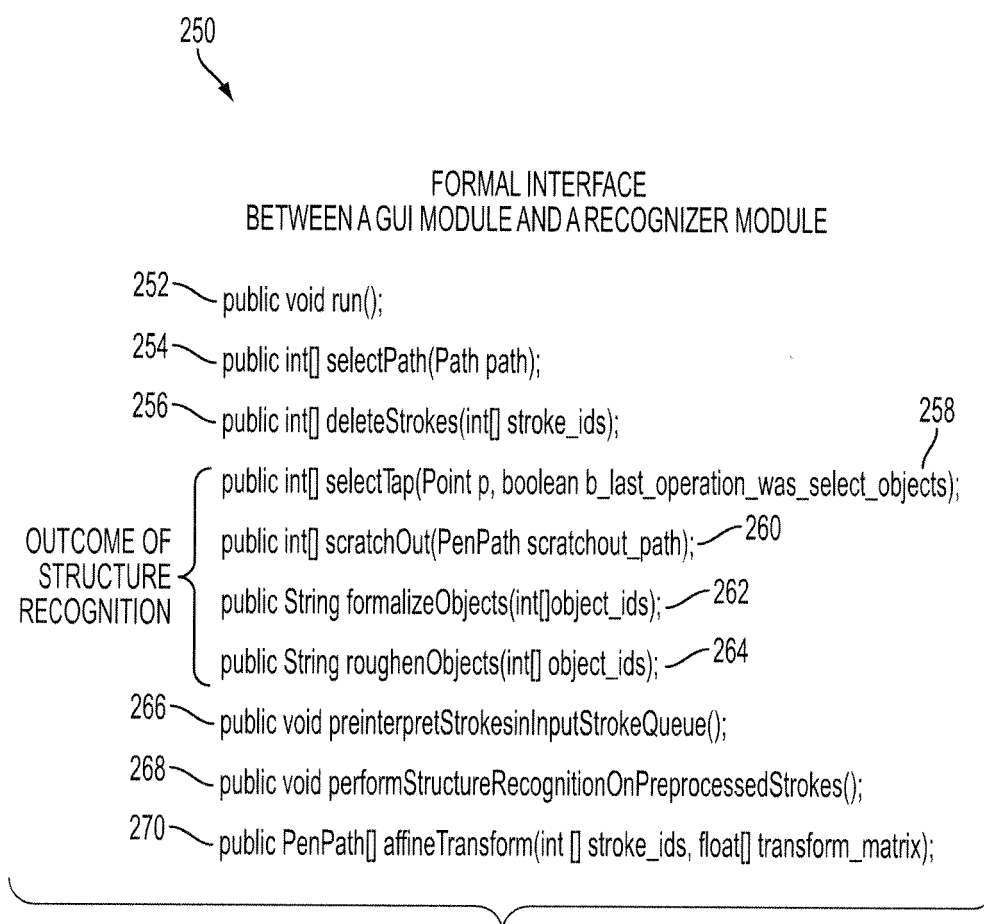 250
FORMAL INTERFACE
BETWEEN A GUI MODULE AND A RECOGNIZER MODULE
252
public void run();
254
public int[] selectPath(Path path);
256
public int[] deleteStrokes(int[] stroke_ids);
258
public int[] selectTap(Point p, boolean b_last_operation_was_select_objects);
OUTCOME OF
STRUCTURE
RECOGNITION
public int[] scratchOut(PenPath scratchout_path); 260
public String formalizeObjects(int[]object_ids); 262
public String roughenObjects(int[] object_ids); 264
266
public void preinterpretStrokesinInputStrokeQueue();
268
public void performStructureRecognitionOnPreprocessedStrokes();
270
public PenPath[] affineTransform(int [] stroke_ids, float[] transform_matrix);